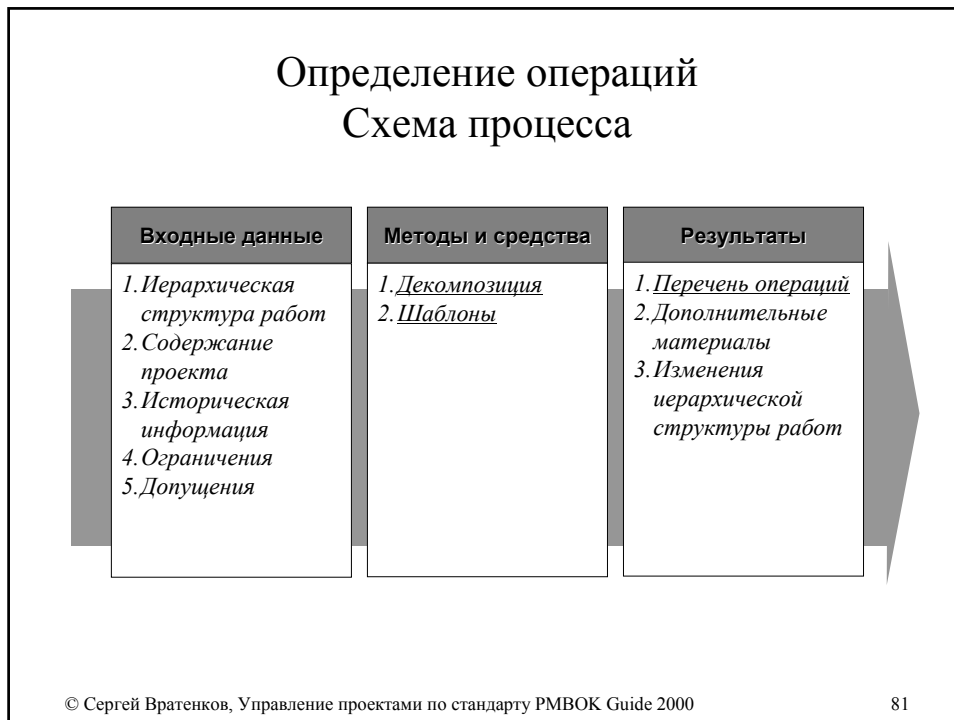 Определение операций
Схема процесса
Входные данные
1.Иерархическая
структура работ
2.Содержание
проекта
3.Историческая
информация
4.Ограничения
5.Допущения
Методы и средства
1.Декомпозиция
2.Шаблоны
Результаты
1.Перечень операций
2.Дополнительные
материалы
3.Изменения
иерархической
структуры работ
© Сергей Вратенков, Управление проектами по стандарту PMBOK Guide 2000
81